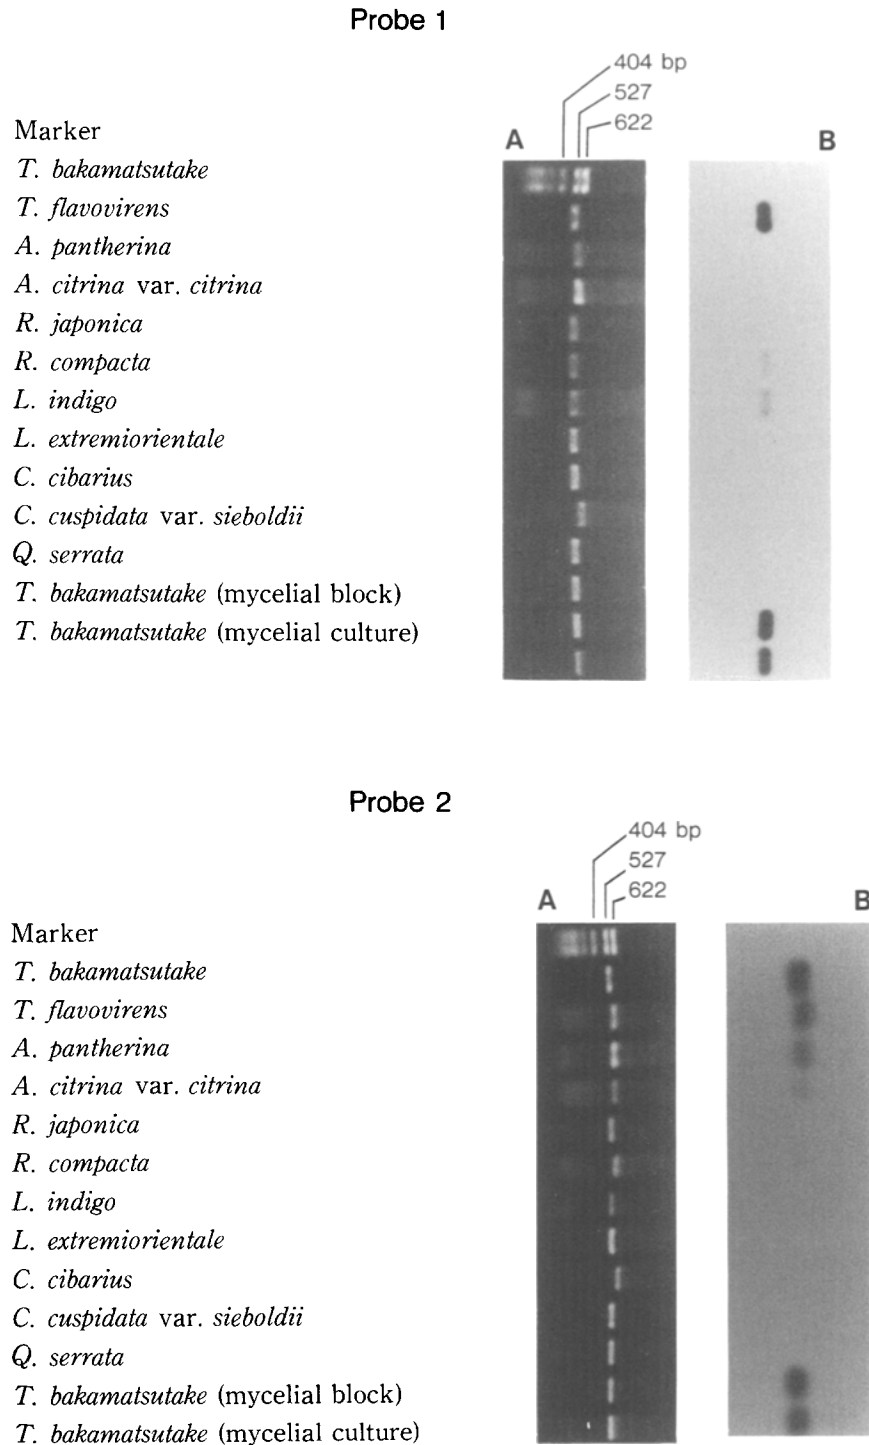 Probe 1
404 bp
527
622
A
B
Marker
T. bakamatsutake
T. flavovirens
A. pantherina
A. citrina var. citrina
R. japonica
R. compacta
L. indigo
L. extremiorientale
C. cibarius
C. cuspidata var. sieboldii
Q. serrata
T. bakamatsutake (mycelial block)
T. bakamatsutake (mycelial culture)
Probe 2
404 bp
527
622
A
B
Marker
T. bakamatsutake
T. flavovirens
A. pantherina
A. citrina var. citrina
R. japonica
R. compacta
L. indigo
L. extremiorientale
C. cibarius
C. cuspidata var. sieboldii
Q. serrata
T. bakamatsutake (mycelial block)
T. bakamatsutake (mycelial culture)